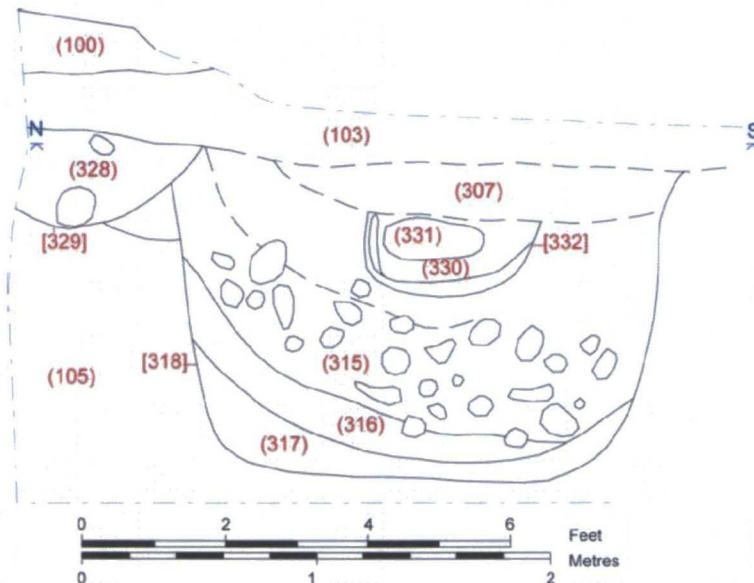 (100)
N
(103)
S
(328)
(307)
(331)
[329]
[332]
(330)
(105)
[318]
(315)
(316)
(317)
0 2 4 6
Feet
Metres
0 1 2